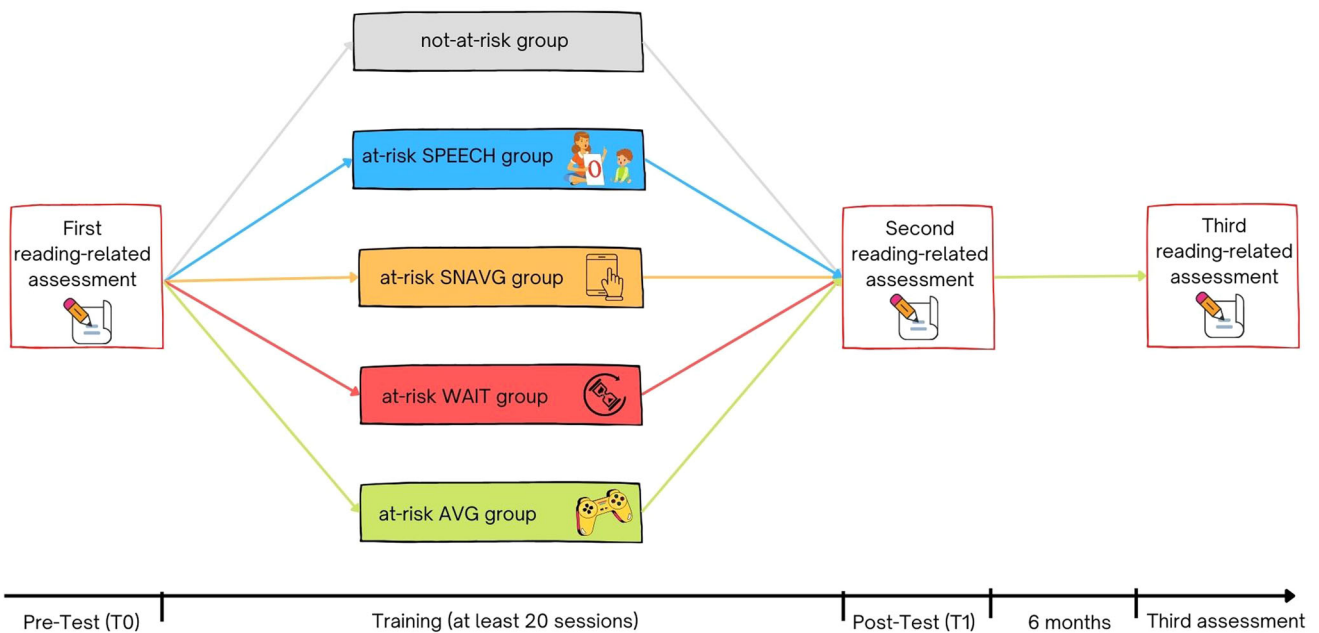 not-at-risk group
at-risk SPEECH group
0
First
reading-related
assessment
at-risk SNAVG group
Second
reading-related
assessment
Third
reading-related
assessment
at-risk WAIT group
at-risk AVG group
Pre-Test (T0)
Training (at least 20 sessions)
Post-Test (T1)
6 months
Third assessment